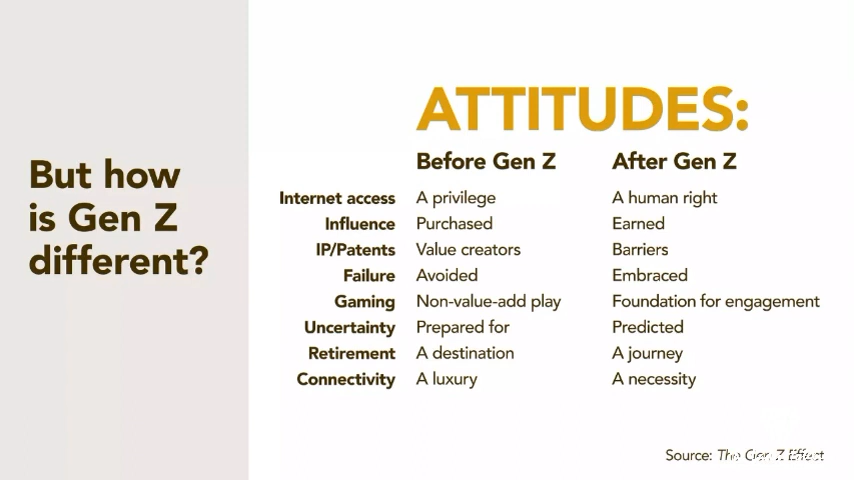 But how
is Gen Z
different?
ATTITUDES:
Before Gen Z After Gen Z
Internet access A privilege A human right
Influence Purchased Earned
IP/Patents Value creators Barriers
Failure Avoided Embraced
Gaming Non-value-add play Foundation for engagement
Uncertainty Prepared for Predicted
Retirement A destination A journey
Connectivity A luxury A necessity
Source: The Gen Z Effect